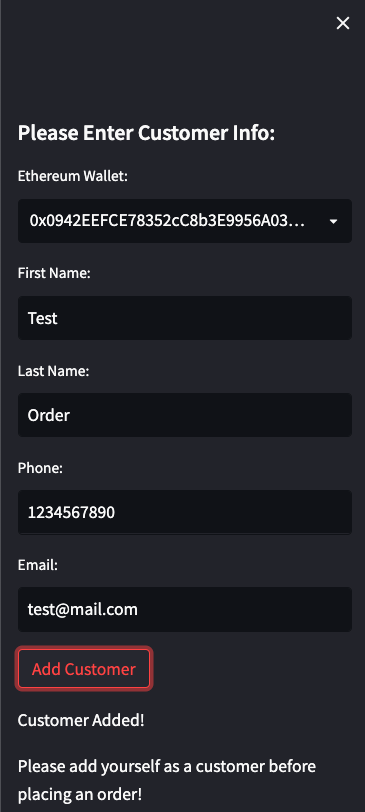 Please Enter Customer Info:
Ethereum Wallet:
0x0942EEFCE78352cC8b3E9956A03...
First Name:
Test
Last Name:
Order
Phone:
1234567890
Email:
test@mail.com
Add Customer
Customer Added!
Please add yourself as a customer before
placing an order!